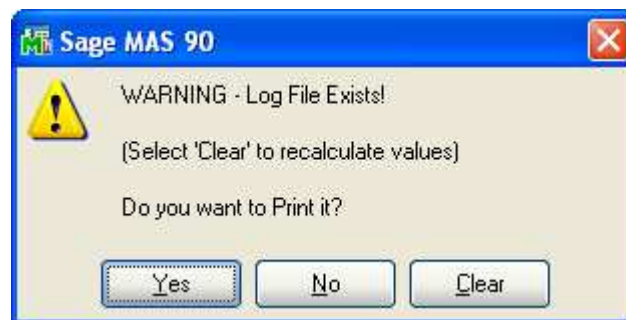 Sage MAS 90
WARNING - Log File Exists!
(Select 'Clear' to recalculate values)
Do you want to Print it?
Yes No Clear